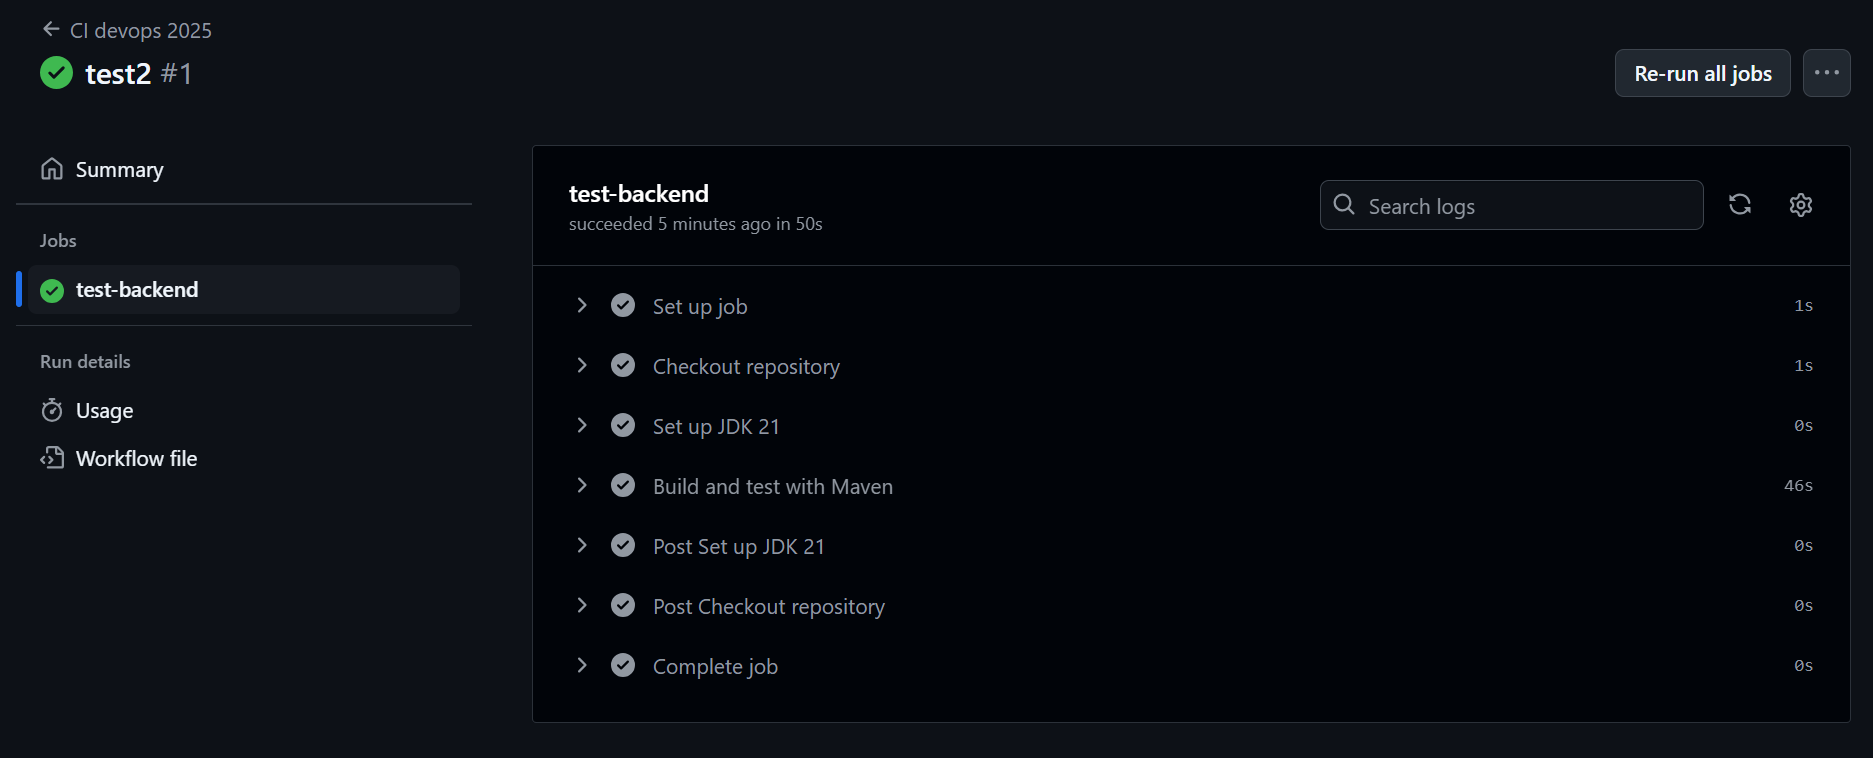 CI devops 2025
test2 #1
Re-run all jobs
Summary
Jobs
test-backend
Run details
Usage
Workflow file
test-backend
succeeded 5 minutes ago in 50s
Search logs
Set up job 1s
Checkout repository 1s
Set up JDK 21 0s
Build and test with Maven 46s
Post Set up JDK 21 0s
Post Checkout repository 0s
Complete job 0s